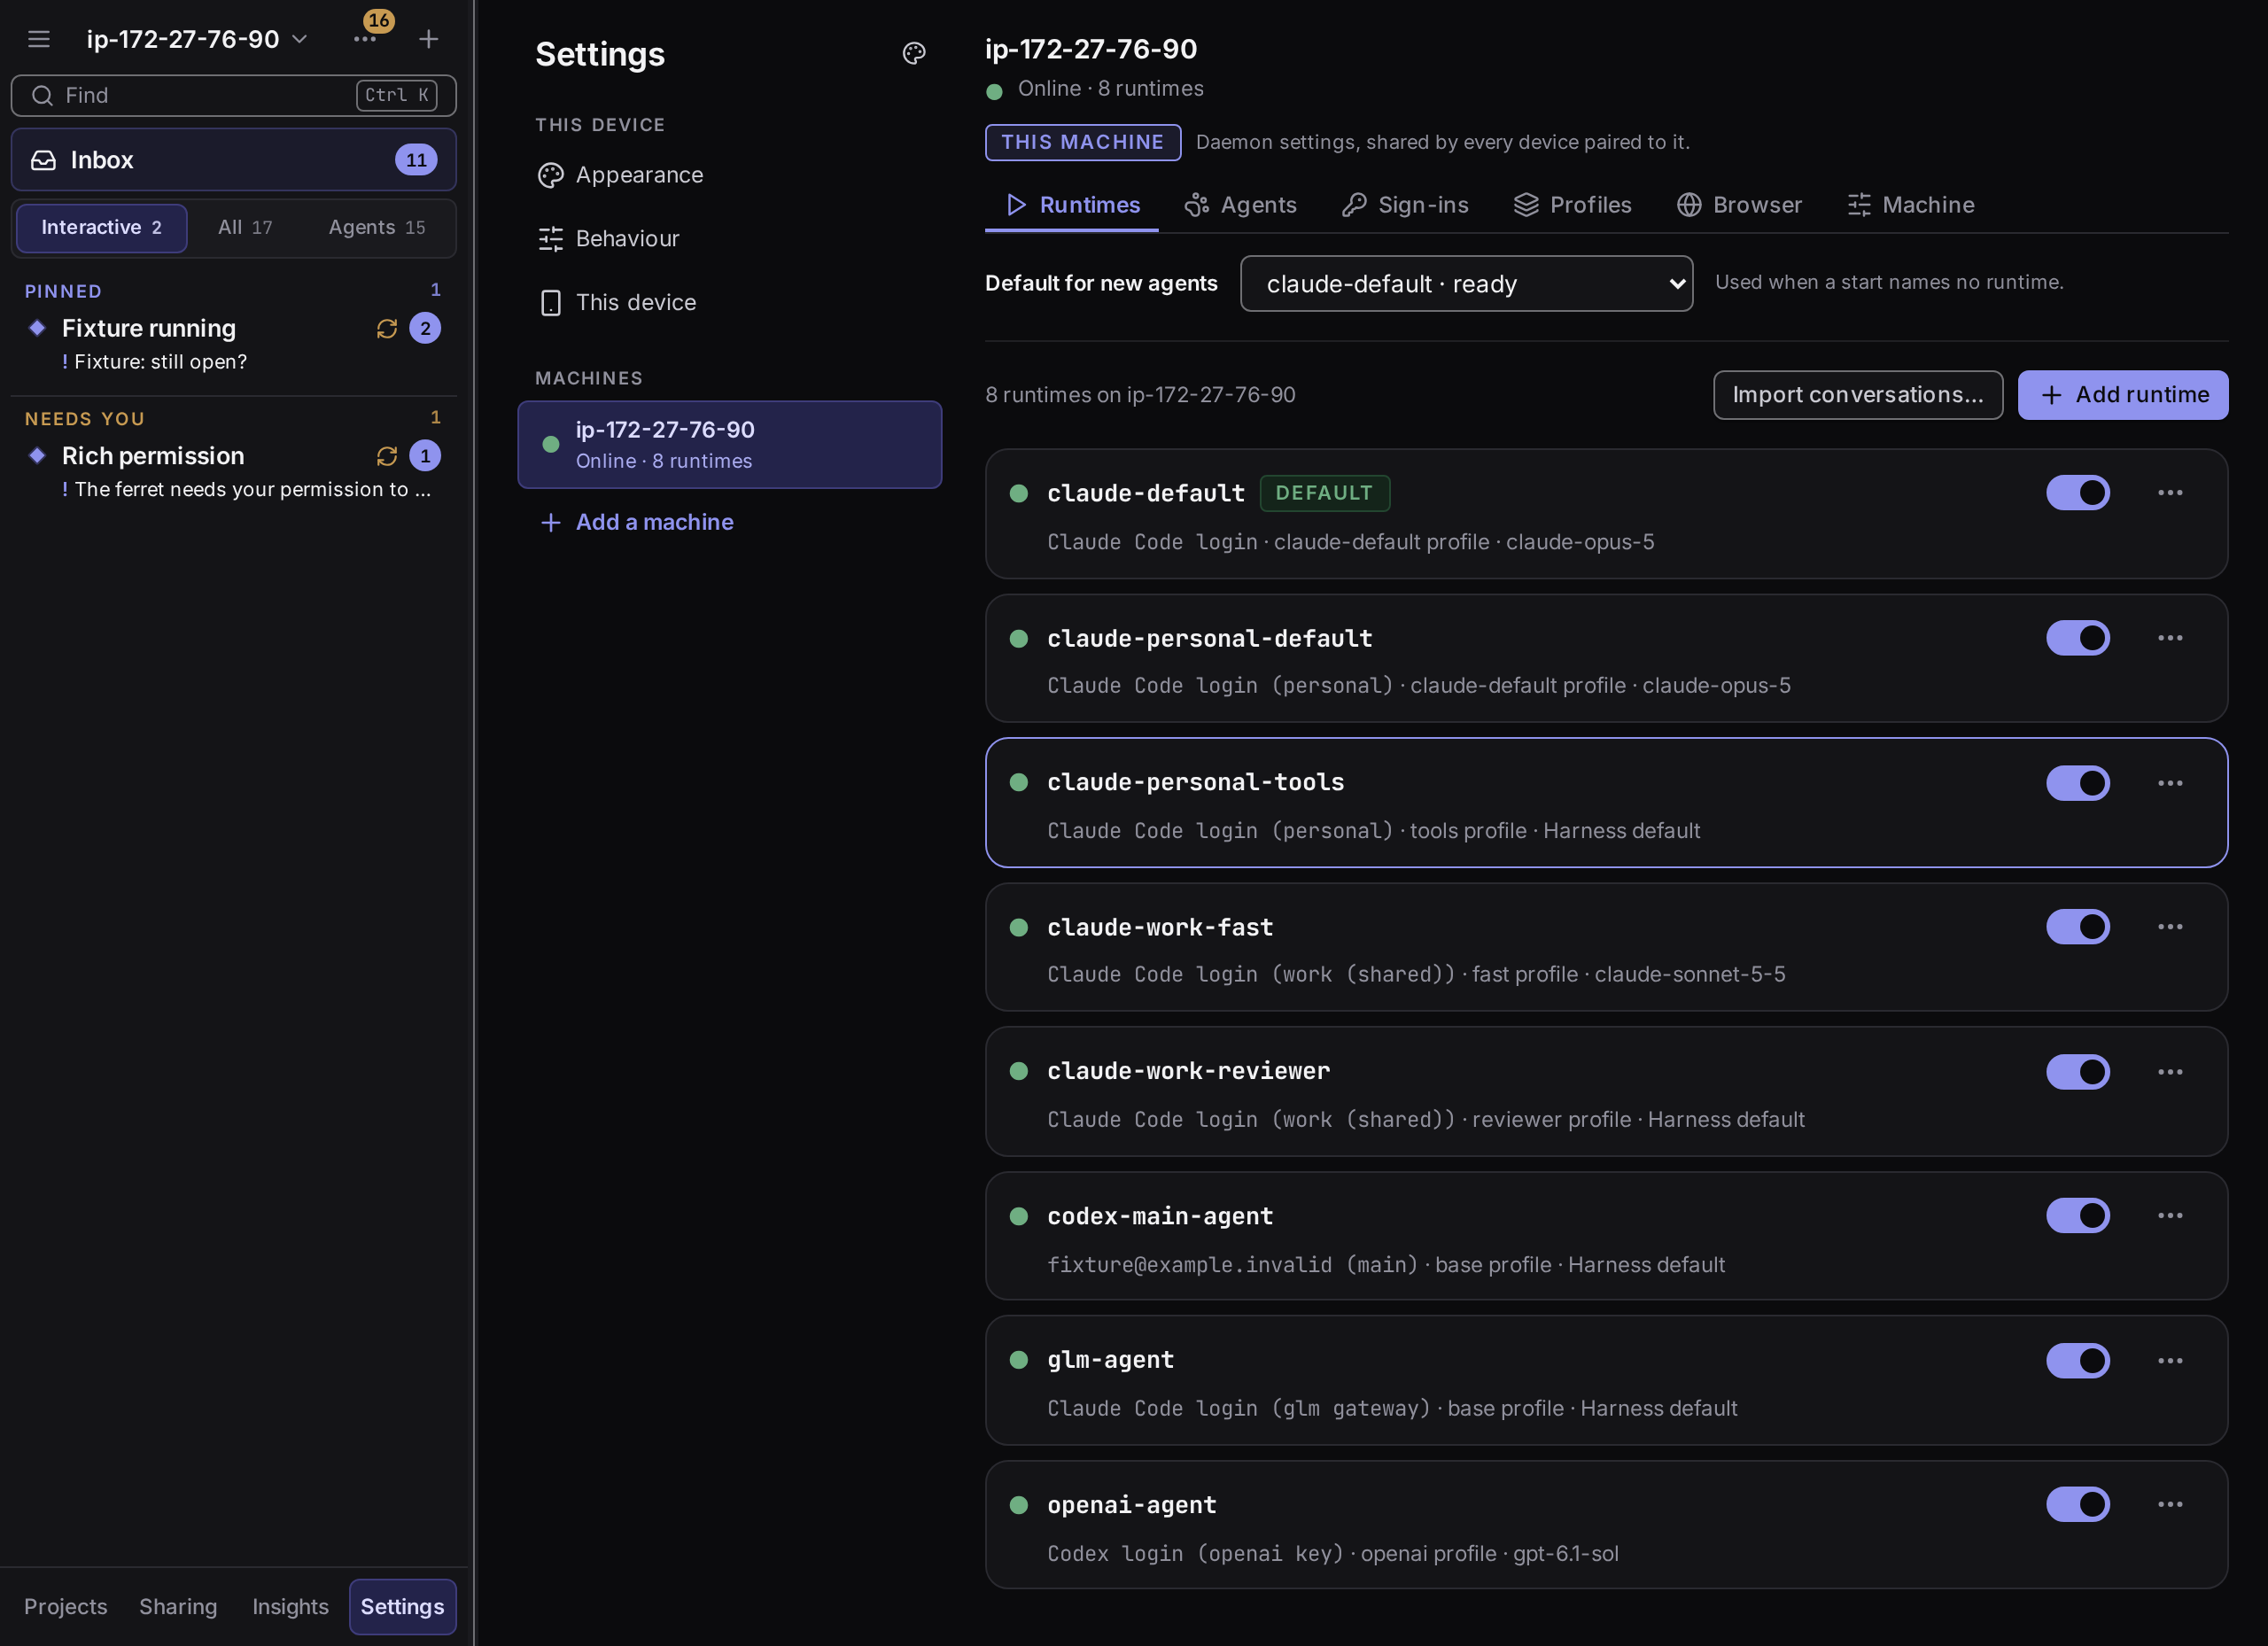 ip-172-27-76-90
16
Find
Ctrl K
Inbox 11
Interactive 2 All 17 Agents 15
PINNED 1
Fixture running 2
! Fixture: still open?
NEEDS YOU 1
Rich permission 1
! The ferret needs your permission to ...
Projects Sharing Insights Settings
Settings
THIS DEVICE
Appearance
Behaviour
This device
MACHINES
ip-172-27-76-90
Online · 8 runtimes
+ Add a machine
ip-172-27-76-90
Online · 8 runtimes
THIS MACHINE Daemon settings, shared by every device paired to it.
Runtimes Agents Sign-ins Profiles Browser Machine
Default for new agents claude-default · ready Used when a start names no runtime.
8 runtimes on ip-172-27-76-90 Import conversations... + Add runtime
claude-default DEFAULT
Claude Code login · claude-default profile · claude-opus-5
claude-personal-default
Claude Code login (personal) · claude-default profile · claude-opus-5
claude-personal-tools
Claude Code login (personal) · tools profile · Harness default
claude-work-fast
Claude Code login (work (shared)) · fast profile · claude-sonnet-5-5
claude-work-reviewer
Claude Code login (work (shared)) · reviewer profile · Harness default
codex-main-agent
fixture@example.invalid (main) · base profile · Harness default
glm-agent
Claude Code login (glm gateway) · base profile · Harness default
openai-agent
Codex login (openai key) · openai profile · gpt-6.1-sol